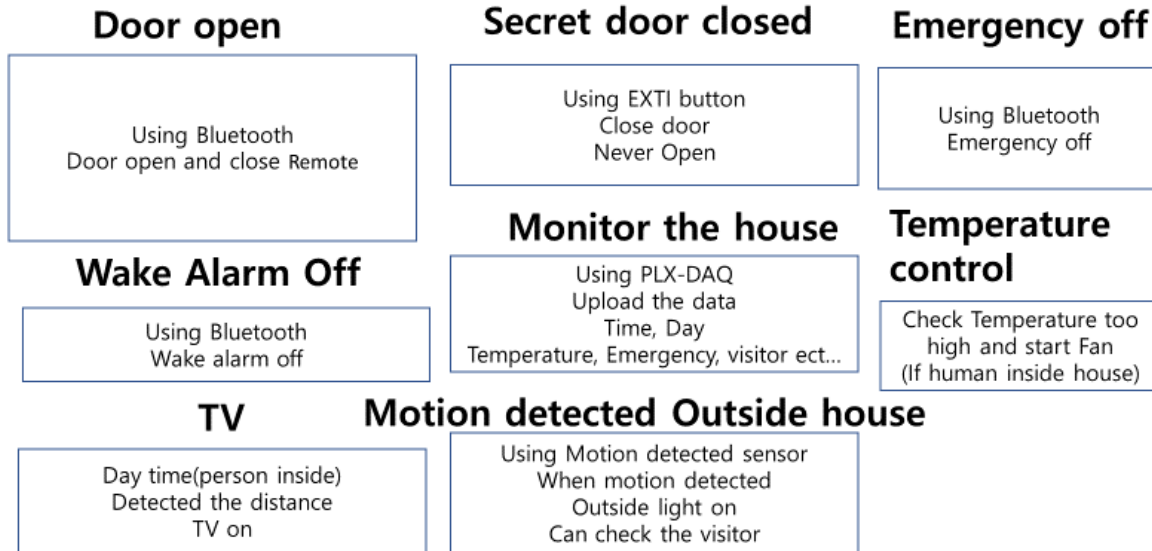 Door open
Using Bluetooth
Door open and close Remote
Secret door closed
Using EXTI button
Close door
Never Open
Emergency off
Using Bluetooth
Emergency off
Wake Alarm Off
Using Bluetooth
Wake alarm off
Monitor the house
Using PLX-DAQ
Upload the data
Time, Day
Temperature, Emergency, visitor ect...
Temperature
control
Check Temperature too
high and start Fan
(If human inside house)
TV
Day time(person inside)
Detected the distance
TV on
Motion detected Outside house
Using Motion detected sensor
When motion detected
Outside light on
Can check the visitor